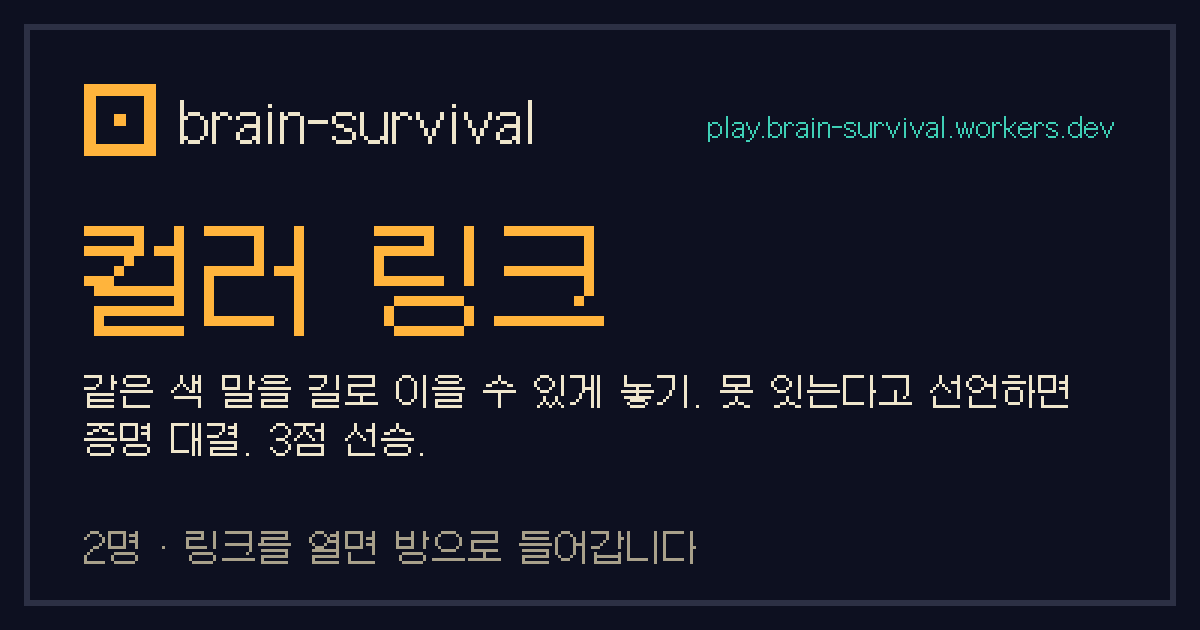 brain-survival
play.brain-survival.workers.dev
컬러 링크
같은 색 말을 길로 이을 수 있게 놓기. 못 잇는다고 선언하면
증명 대결. 3점 선승.
2명 · 링크를 열면 방으로 들어갑니다